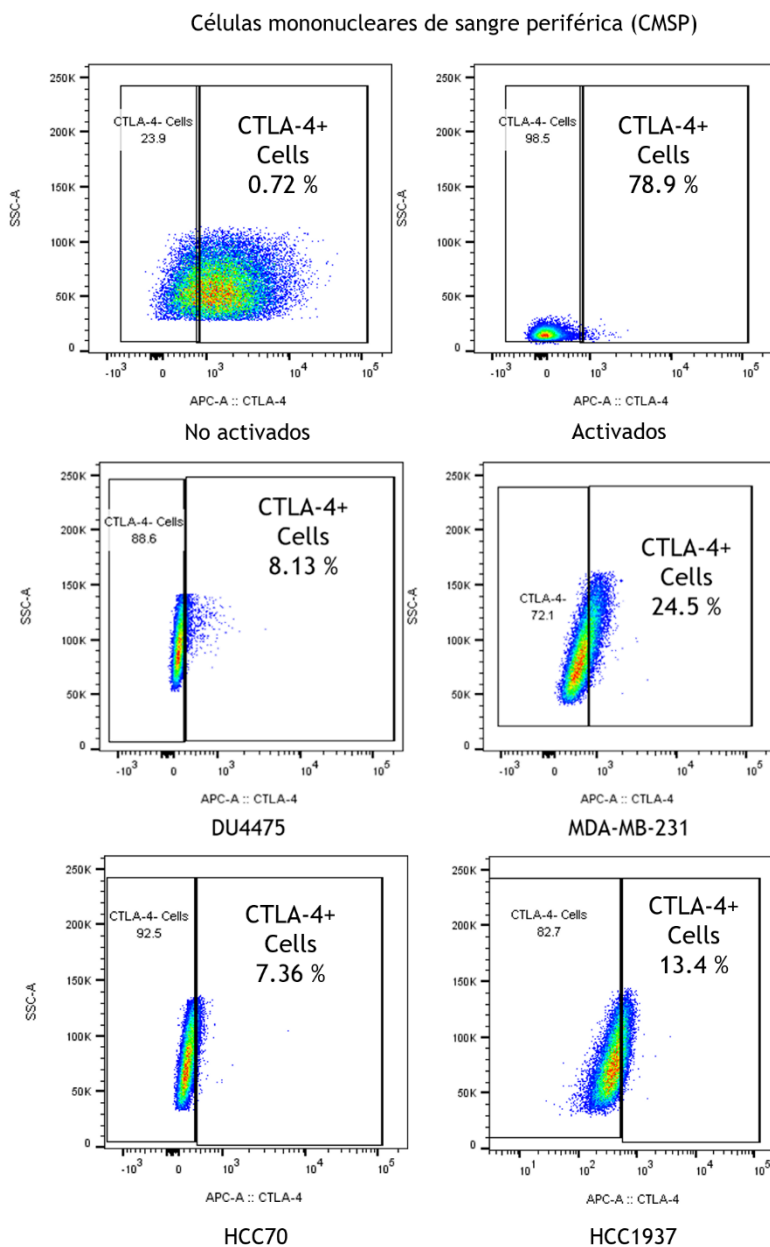 Células mononucleares de sangre periférica (CMSP)
250K
200K
150K
100K
50K
0
SSC-A
CTLA-4- Cells
23.9
CTLA-4+
Cells
0.72 %
-10³ 0 10³ 10⁴ 10⁵
APC-A :: CTLA-4
No activados
250K
200K
150K
100K
50K
0
SSC-A
CTLA-4- Cells
98.5
CTLA-4+
Cells
78.9 %
-10³ 0 10³ 10⁴ 10⁵
APC-A :: CTLA-4
Activados
250K
200K
150K
100K
50K
0
SSC-A
CTLA-4- Cells
88.6
CTLA-4+
Cells
8.13 %
-10³ 0 10³ 10⁴ 10⁵
APC-A :: CTLA-4
DU4475
250K
200K
150K
100K
50K
0
SSC-A
CTLA-4-
72.1
CTLA-4+
Cells
24.5 %
-10³ 0 10³ 10⁴ 10⁵
APC-A :: CTLA-4
MDA-MB-231
250K
200K
150K
100K
50K
0
SSC-A
CTLA-4- Cells
92.5
CTLA-4+
Cells
7.36 %
-10³ 0 10³ 10⁴ 10⁵
APC-A :: CTLA-4
HCC70
250K
200K
150K
100K
50K
0
CTLA-4- Cells
82.7
CTLA-4+
Cells
13.4 %
10¹ 10² 10³ 10⁴ 10⁵
APC-A :: CTLA-4
HCC1937